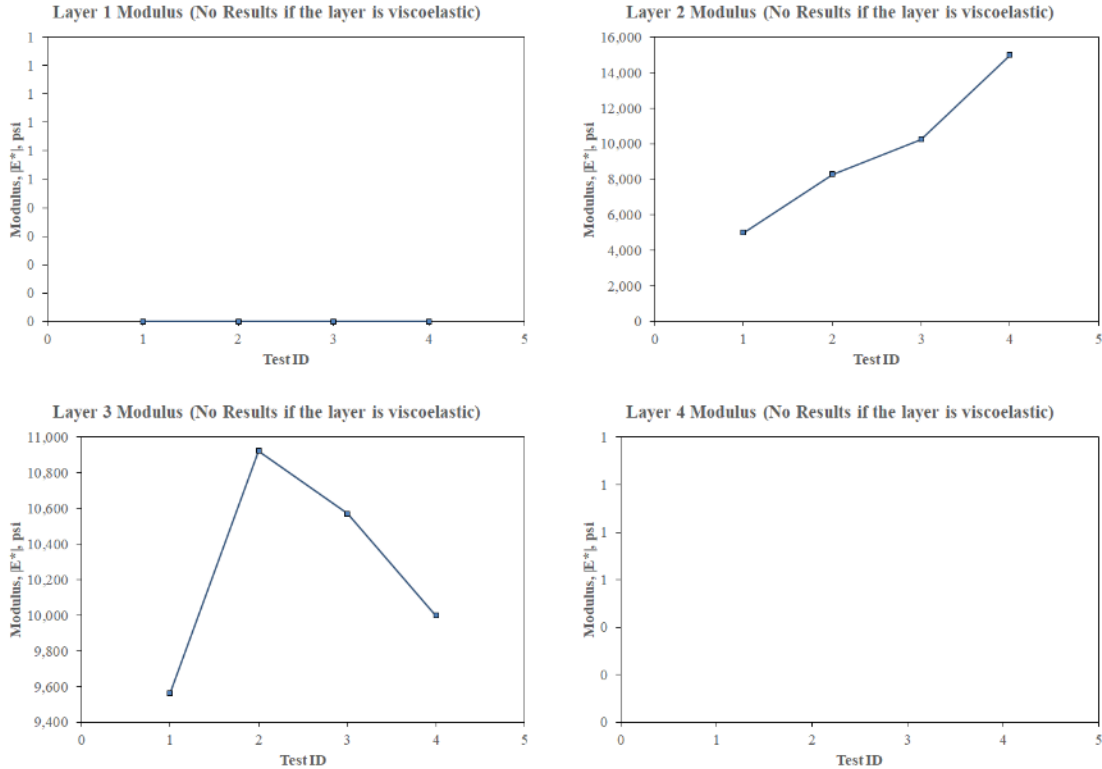 Layer 1 Modulus (No Results if the layer is viscoelastic)
1
1
1
1
1
1
0
0
0
0
0
Modulus, |E*|, psi
0 1 2 3 4 5
Test ID
Layer 2 Modulus (No Results if the layer is viscoelastic)
16,000
14,000
12,000
10,000
8,000
6,000
4,000
2,000
0
Modulus, |E*|, psi
0 1 2 3 4 5
Test ID
Layer 3 Modulus (No Results if the layer is viscoelastic)
11,000
10,800
10,600
10,400
10,200
10,000
9,800
9,600
9,400
Modulus, |E*|, psi
0 1 2 3 4 5
Test ID
Layer 4 Modulus (No Results if the layer is viscoelastic)
1
1
1
1
0
0
0
Modulus, |E*|, psi
0 1 2 3 4 5
Test ID